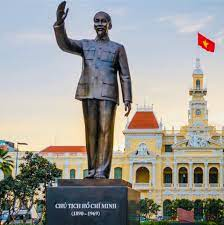 CHỦ TỊCH HỒ CHÍ MINH
(1890 - 1969)